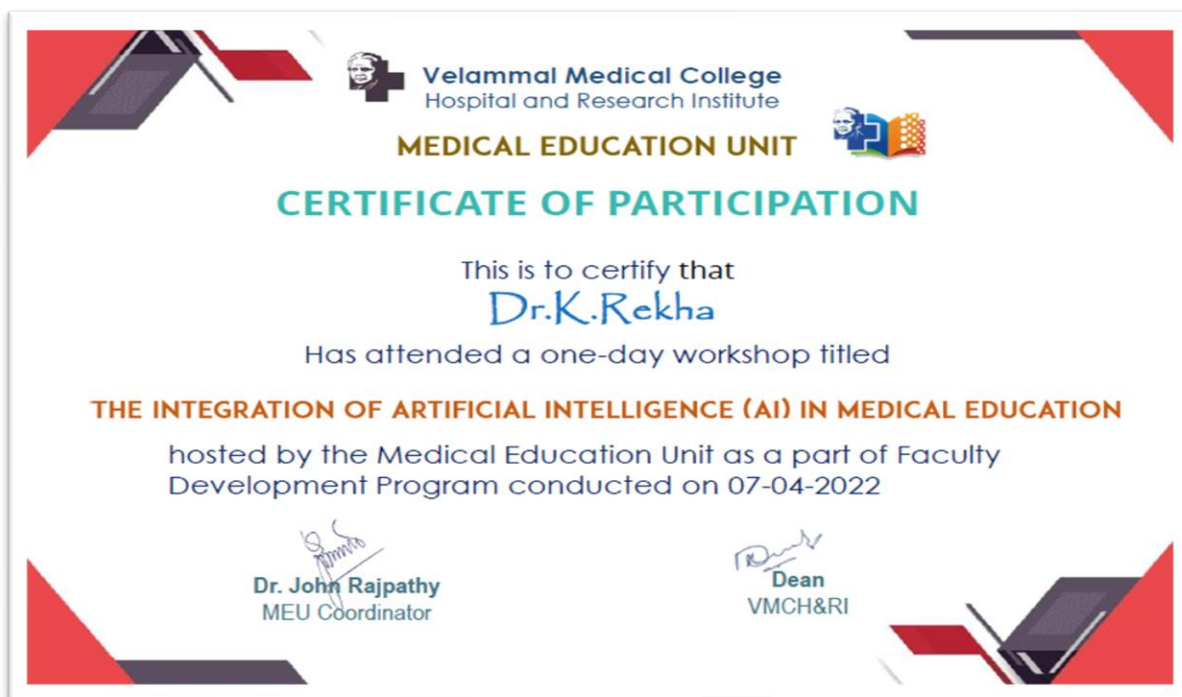 Velammal Medical College
Hospital and Research Institute
MEDICAL EDUCATION UNIT
CERTIFICATE OF PARTICIPATION
This is to certify that
Dr.K.Rekha
Has attended a one-day workshop titled
THE INTEGRATION OF ARTIFICIAL INTELLIGENCE (AI) IN MEDICAL EDUCATION
hosted by the Medical Education Unit as a part of Faculty
Development Program conducted on 07-04-2022
Dr. John Rajpathy
MEU Coordinator
Dean
VMCH&RI